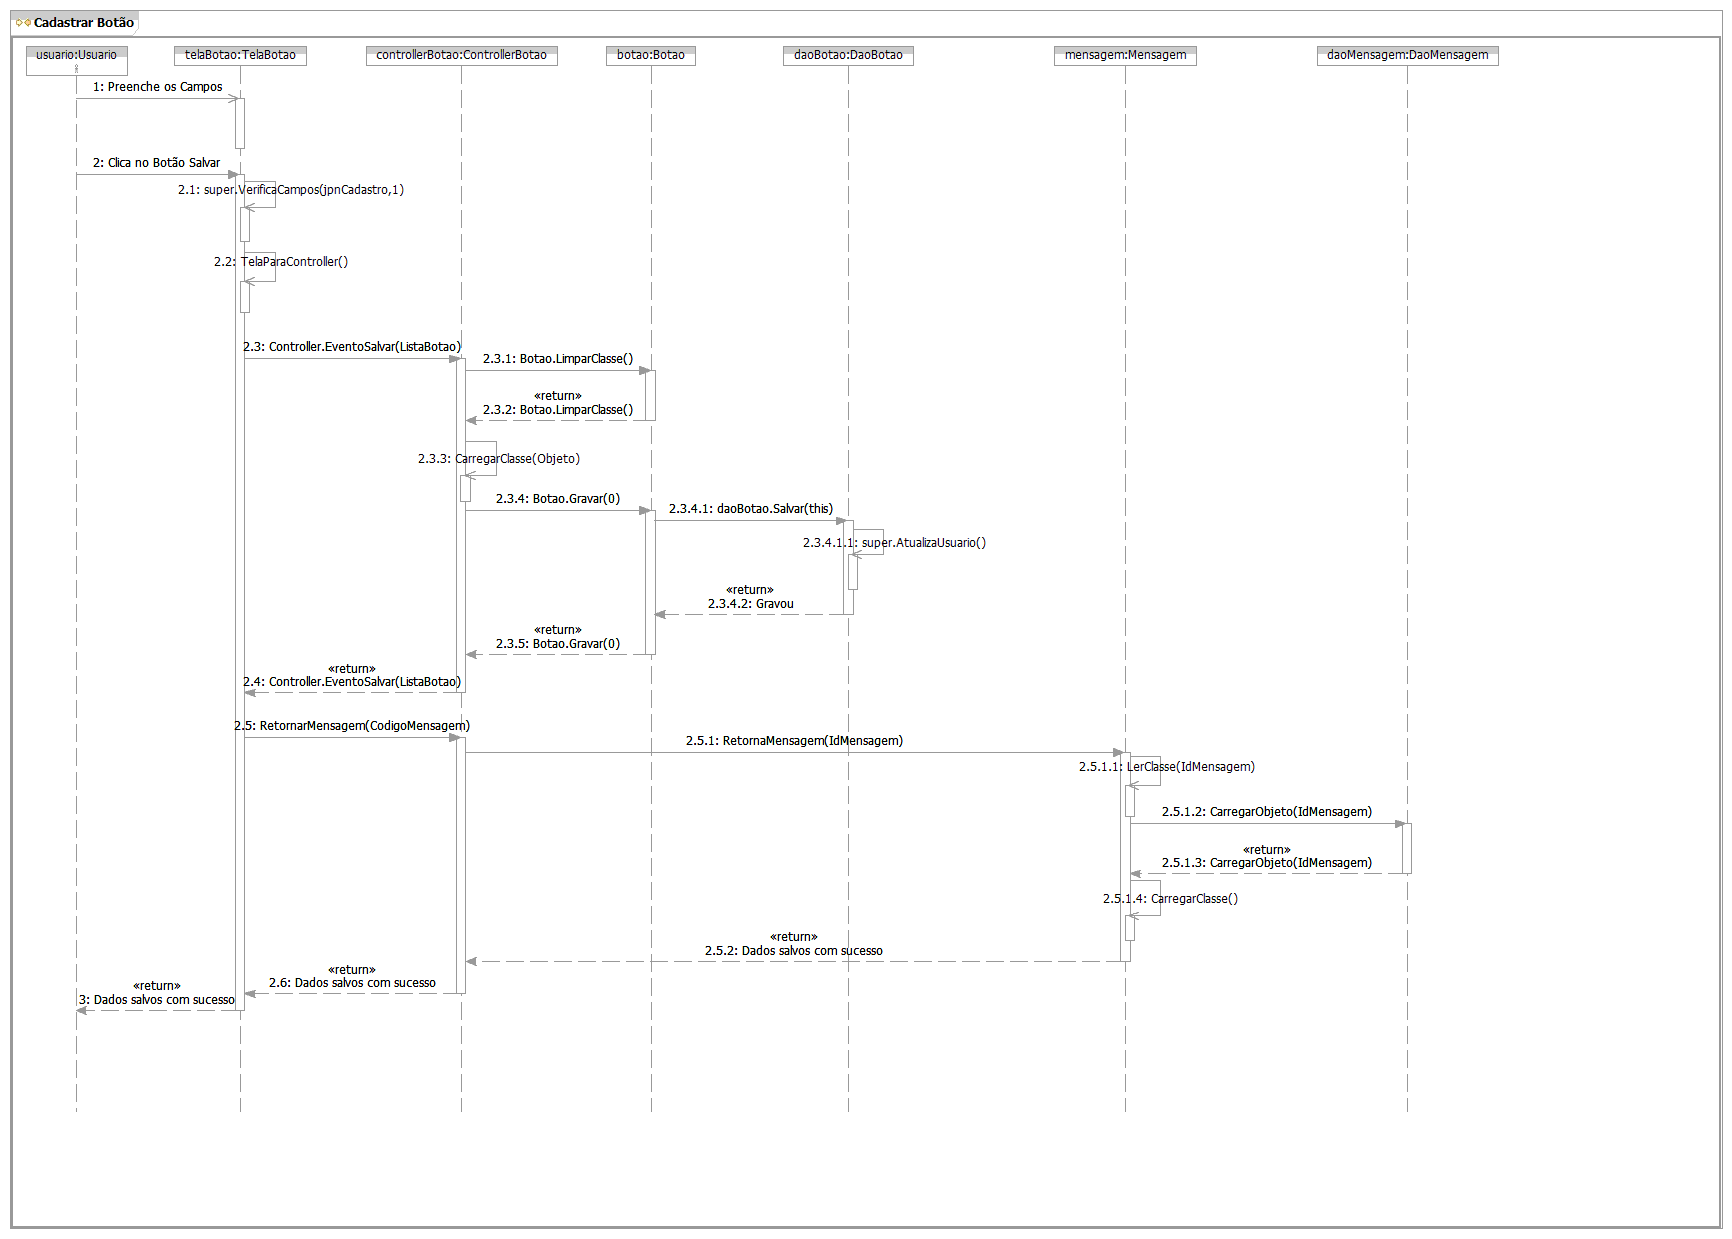 Cadastrar Botão
usuario:Usuario
telaBotao:TelaBotao
controllerBotao:ControllerBotao
botao:Botao
daoBotao:DaoBotao
mensagem:Mensagem
daoMensagem:DaoMensagem
1: Preenche os Campos
2: Clica no Botão Salvar
2.1: super.VerificaCampos(jpnCadastro,1)
2.2: TelaParaController()
2.3: Controller.EventoSalvar(ListaBotao)
2.3.1: Botao.LimparClasse()
«return»
2.3.2: Botao.LimparClasse()
2.3.3: CarregarClasse(Objeto)
2.3.4: Botao.Gravar(0)
2.3.4.1: daoBotao.Salvar(this)
2.3.4.1.1: super.AtualizaUsuario()
«return»
2.3.4.2: Gravou
«return»
2.3.5: Botao.Gravar(0)
«return»
2.4: Controller.EventoSalvar(ListaBotao)
2.5: RetornarMensagem(CodigoMensagem)
2.5.1: RetornaMensagem(IdMensagem)
2.5.1.1: LerClasse(IdMensagem)
2.5.1.2: CarregarObjeto(IdMensagem)
«return»
2.5.1.3: CarregarObjeto(IdMensagem)
2.5.1.4: CarregarClasse()
«return»
2.5.2: Dados salvos com sucesso
«return»
2.6: Dados salvos com sucesso
«return»
3: Dados salvos com sucesso